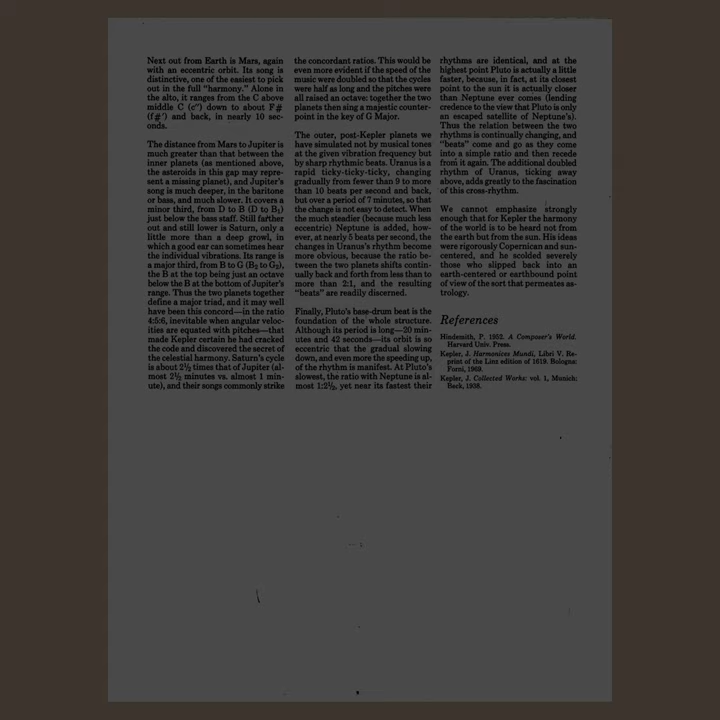 Next out from Earth is Mars, again
with an eccentric orbit. Its song is
distinctive, one of the easiest to pick
out in the full "harmony." Alone in
the alto, it ranges from the C above
middle C (c") down to about F#
(f#') and back, in nearly 10 sec-
onds.
The distance from Mars to Jupiter is
much greater than that between the
inner planets (as mentioned above,
the asteroids in this gap may repre-
sent a missing planet), and Jupiter's
song is much deeper, in the baritone
or bass, and much slower. It covers a
minor third, from D to B (D to B₁)
just below the bass staff. Still farther
out and still lower is Saturn, only a
little more than a deep growl, in
which a good ear can sometimes hear
the individual vibrations. Its range is
a major third, from B to G (B₂ to G₂),
the B at the top being just an octave
below the B at the bottom of Jupiter's
range. Thus the two planets together
define a major triad, and it may well
have been this concord—in the ratio
4:5:6, inevitable when angular veloc-
ities are equated with pitches—that
made Kepler certain he had cracked
the code and discovered the secret of
the celestial harmony. Saturn's cycle
is about 2½ times that of Jupiter (al-
most 2½ minutes vs. almost 1 min-
ute), and their songs commonly strike
the concordant ratios. This would be
even more evident if the speed of the
music were doubled so that the cycles
were half as long and the pitches were
all raised an octave: together the two
planets then sing a majestic counter-
point in the key of G Major.
The outer, post-Kepler planets we
have simulated not by musical tones
at the given vibration frequency but
by sharp rhythmic beats. Uranus is a
rapid ticky-ticky-ticky, changing
gradually from fewer than 9 to more
than 10 beats per second and back,
but over a period of 7 minutes, so that
the change is not easy to detect. When
the much steadier (because much less
eccentric) Neptune is added, how-
ever, at nearly 5 beats per second, the
changes in Uranus's rhythm become
more obvious, because the ratio be-
tween the two planets shifts contin-
ually back and forth from less than to
more than 2:1, and the resulting
"beats" are readily discerned.
Finally, Pluto's base-drum beat is the
foundation of the whole structure.
Although its period is long—20 min-
utes and 42 seconds—its orbit is so
eccentric that the gradual slowing
down, and even more the speeding up,
of the rhythm is manifest. At Pluto's
slowest, the ratio with Neptune is al-
most 1:2½, yet near its fastest their
rhythms are identical, and at the
highest point Pluto is actually a little
faster, because, in fact, at its closest
point to the sun it is actually closer
than Neptune ever comes (lending
credence to the view that Pluto is only
an escaped satellite of Neptune's).
Thus the relation between the two
rhythms is continually changing, and
"beats" come and go as they come
into a simple ratio and then recede
from it again. The additional doubled
rhythm of Uranus, ticking away
above, adds greatly to the fascination
of this cross-rhythm.
We cannot emphasize strongly
enough that for Kepler the harmony
of the world is to be heard not from
the earth but from the sun. His ideas
were rigorously Copernican and sun-
centered, and he scolded severely
those who slipped back into an
earth-centered or earthbound point
of view of the sort that permeates as-
trology.
References
Hindemith, P. 1952. A Composer's World.
Harvard Univ. Press.
Kepler, J. Harmonices Mundi, Libri V. Re-
print of the Linz edition of 1619. Bologna:
Forni, 1969.
Kepler, J. Collected Works: vol. 1, Munich:
Beck, 1938.